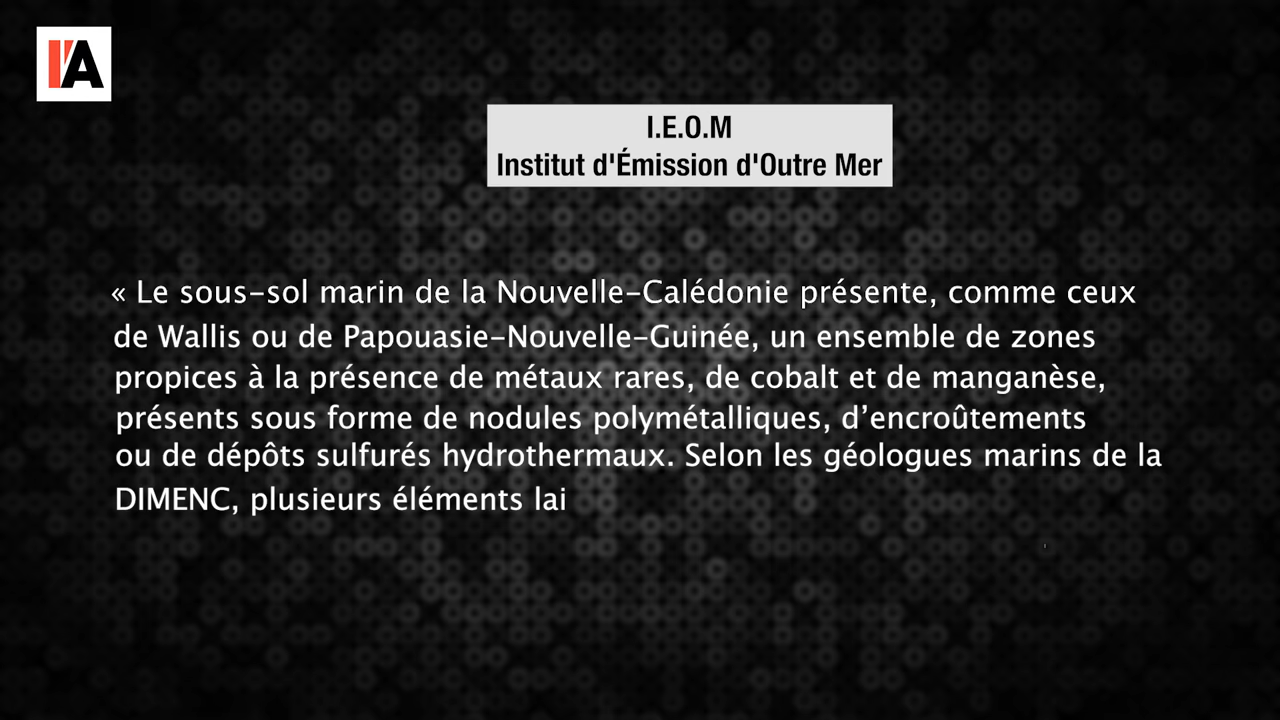 I'A
I.E.O.M
Institut d'Émission d'Outre Mer
« Le sous-sol marin de la Nouvelle-Calédonie présente, comme ceux
de Wallis ou de Papouasie-Nouvelle-Guinée, un ensemble de zones
propices à la présence de métaux rares, de cobalt et de manganèse,
présents sous forme de nodules polymétalliques, d’encroûtements
ou de dépôts sulfurés hydrothermaux. Selon les géologues marins de la
DIMENC, plusieurs éléments lai